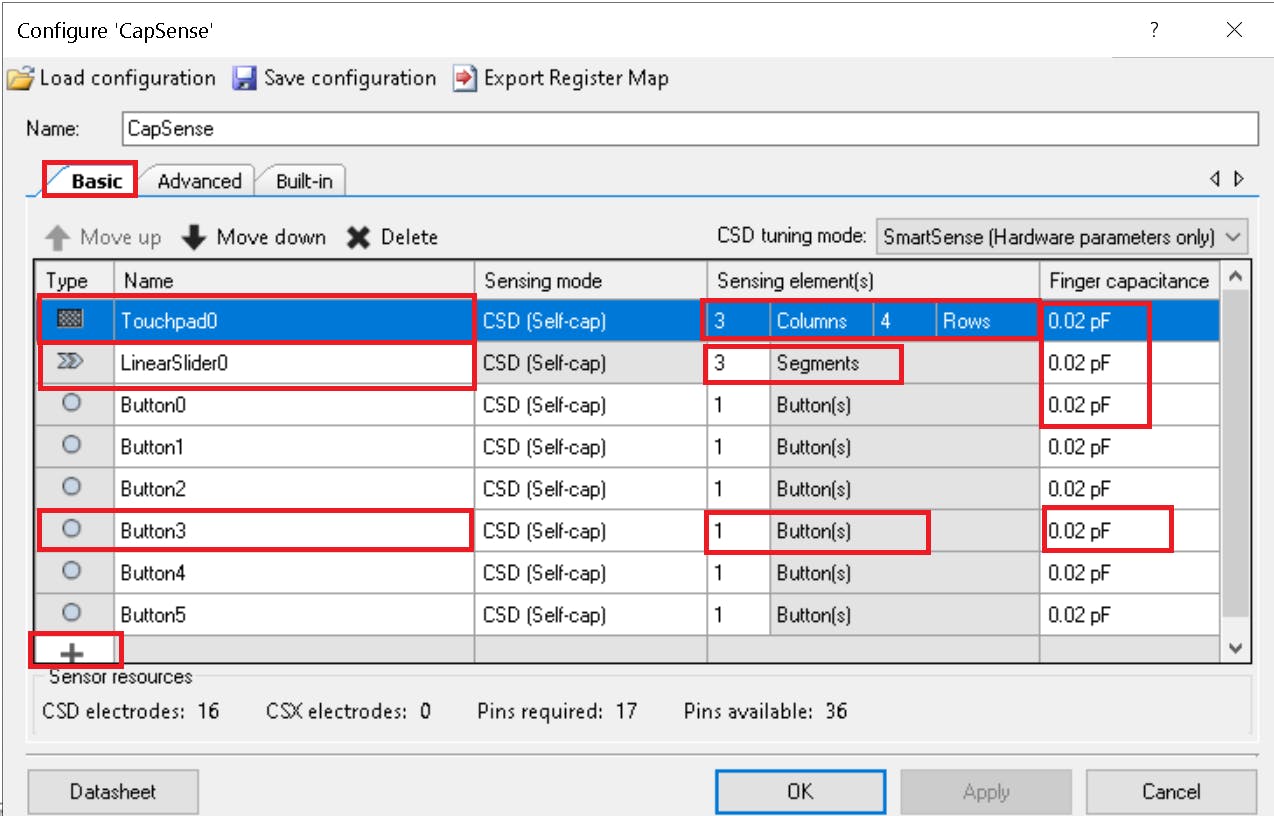 Configure 'CapSense' ?
Load configuration Save configuration Export Register Map
Name: CapSense
Basic Advanced Built-in
Move up Move down Delete CSD tuning mode: SmartSense (Hardware parameters only)
Type Name Sensing mode Sensing element(s) Finger capacitance
Touchpad0 CSD (Self-cap) 3 Columns 4 Rows 0.02 pF
LinearSlider0 CSD (Self-cap) 3 Segments 0.02 pF
Button0 CSD (Self-cap) 1 Button(s) 0.02 pF
Button1 CSD (Self-cap) 1 Button(s) 0.02 pF
Button2 CSD (Self-cap) 1 Button(s) 0.02 pF
Button3 CSD (Self-cap) 1 Button(s) 0.02 pF
Button4 CSD (Self-cap) 1 Button(s) 0.02 pF
Button5 CSD (Self-cap) 1 Button(s) 0.02 pF
Sensor resources
CSD electrodes: 16 CSX electrodes: 0 Pins required: 17 Pins available: 36
Datasheet OK Apply Cancel